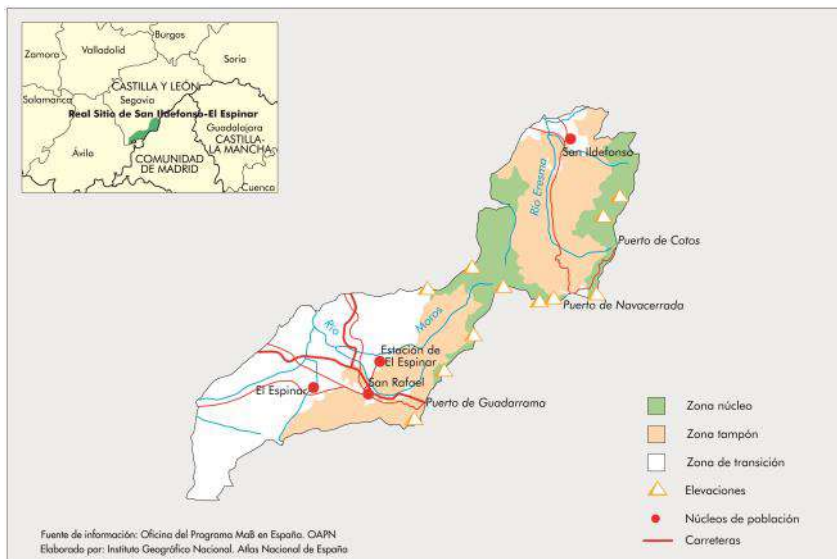 Burgos
Valladolid
Zamora
Soria
CASTILLA Y LEÓN
Salamanca
Segovia
Real Sitio de San Ildefonso-El Espinar
Guadalajara
CASTILLA-
LA MANCHA
Ávila
COMUNIDAD
DE MADRID
Cuenca
San Ildefonso
Río Eresma
Puerto de Cotos
Puerto de Navacerrada
Río
Moros
Estación de
El Espinar
El Espinar
San Rafael
Puerto de Guadarrama
Zona núcleo
Zona tampón
Zona de transición
Elevaciones
Núcleos de población
Carreteras
Fuente de información: Oficina del Programa MaB en España. OAPN
Elaborado por: Instituto Geográfico Nacional. Atlas Nacional de España